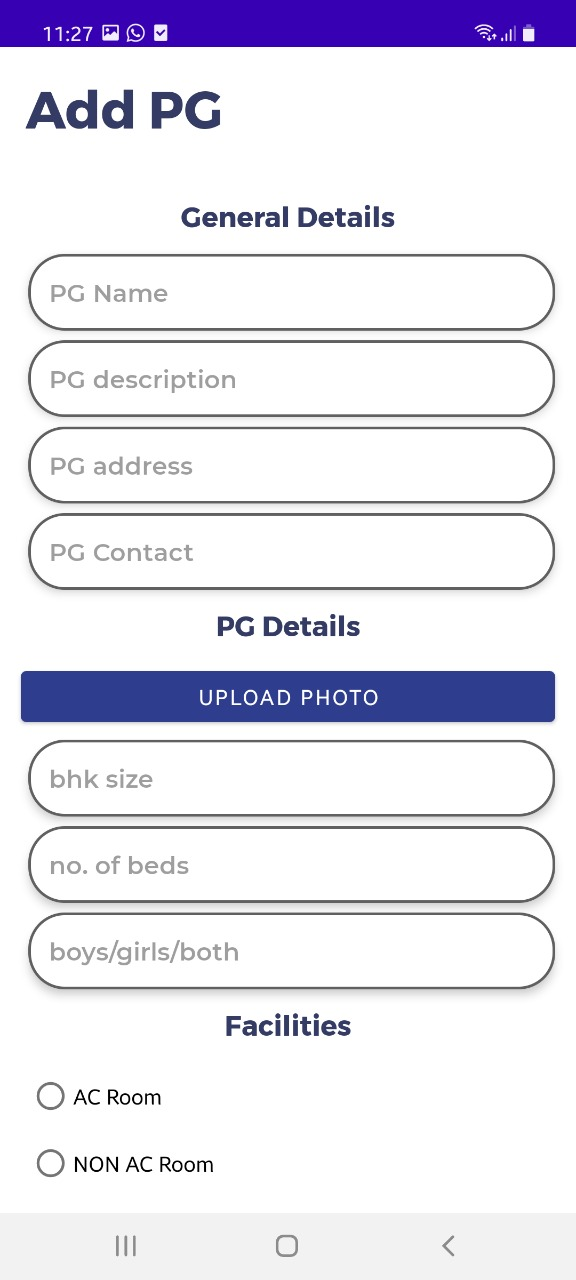 11:27
Add PG
General Details
PG Name
PG description
PG address
PG Contact
PG Details
UPLOAD PHOTO
bhk size
no. of beds
boys/girls/both
Facilities
AC Room
NON AC Room